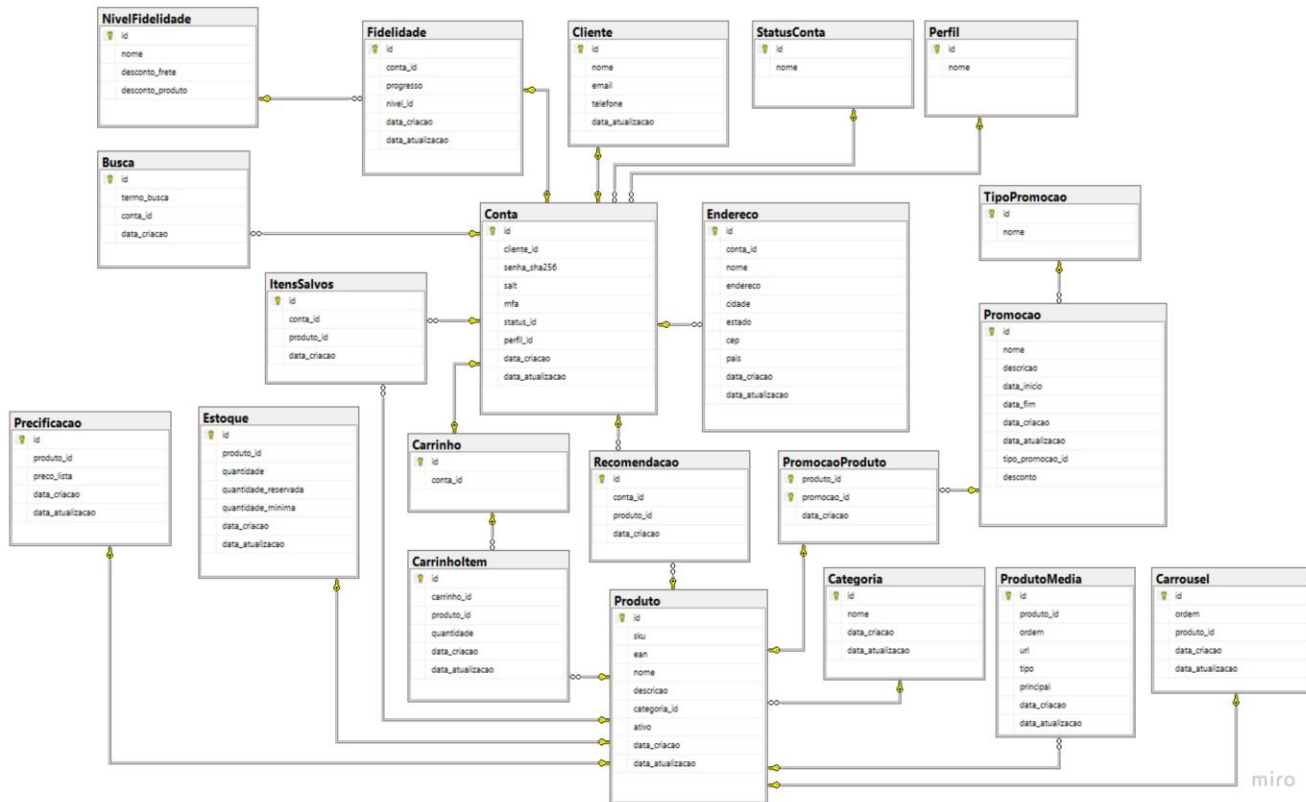 NivelFidelidade
id
nome
desconto_frete
desconto_produto
Fidelidade
id
conta_id
progresso
nivel_id
data_criacao
data_atualizacao
Cliente
id
nome
email
telefone
data_atualizacao
StatusConta
id
nome
Perfil
id
nome
Busca
id
termo_busca
conta_id
data_criacao
Conta
id
cliente_id
senha_sha256
salt
mfa
status_id
perfil_id
data_criacao
data_atualizacao
Endereco
id
conta_id
nome
endereco
cidade
estado
cep
pais
data_criacao
data_atualizacao
TipoPromocao
id
nome
ItensSalvos
id
conta_id
produto_id
data_criacao
Promocao
id
nome
descricao
data_inicio
data_fim
data_criacao
data_atualizacao
tipo_promocao_id
desconto
Precificacao
id
produto_id
preco_lista
data_criacao
data_atualizacao
Estoque
id
produto_id
quantidade
quantidade_reservada
quantidade_minima
data_criacao
data_atualizacao
Carrinho
id
conta_id
Recomendacao
id
conta_id
produto_id
data_criacao
PromocaoProduto
produto_id
promocao_id
data_criacao
CarrinhoItem
id
carrinho_id
produto_id
quantidade
data_criacao
data_atualizacao
Produto
id
sku
ean
nome
descricao
categoria_id
ativo
data_criacao
data_atualizacao
Categoria
id
nome
data_criacao
data_atualizacao
ProdutoMedia
id
produto_id
ordem
url
tipo
principal
data_criacao
data_atualizacao
Carrousel
id
ordem
produto_id
data_criacao
data_atualizacao
miro